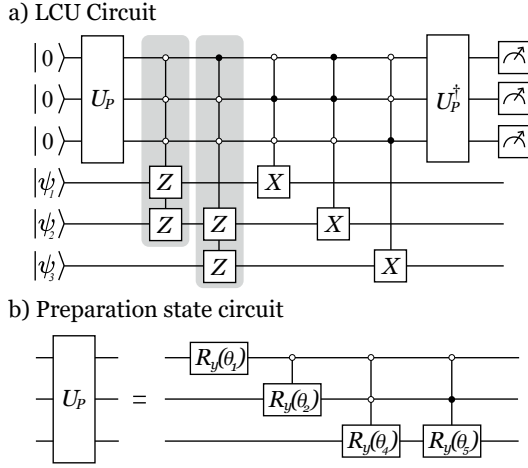 a) LCU Circuit
|0⟩ U_P U_P^†
|0⟩
|0⟩
|ψ_1⟩ Z X
|ψ_2⟩ Z Z X
|ψ_3⟩ Z X
b) Preparation state circuit
U_P = R_y(θ_1)
R_y(θ_2)
R_y(θ_4) R_y(θ_5)